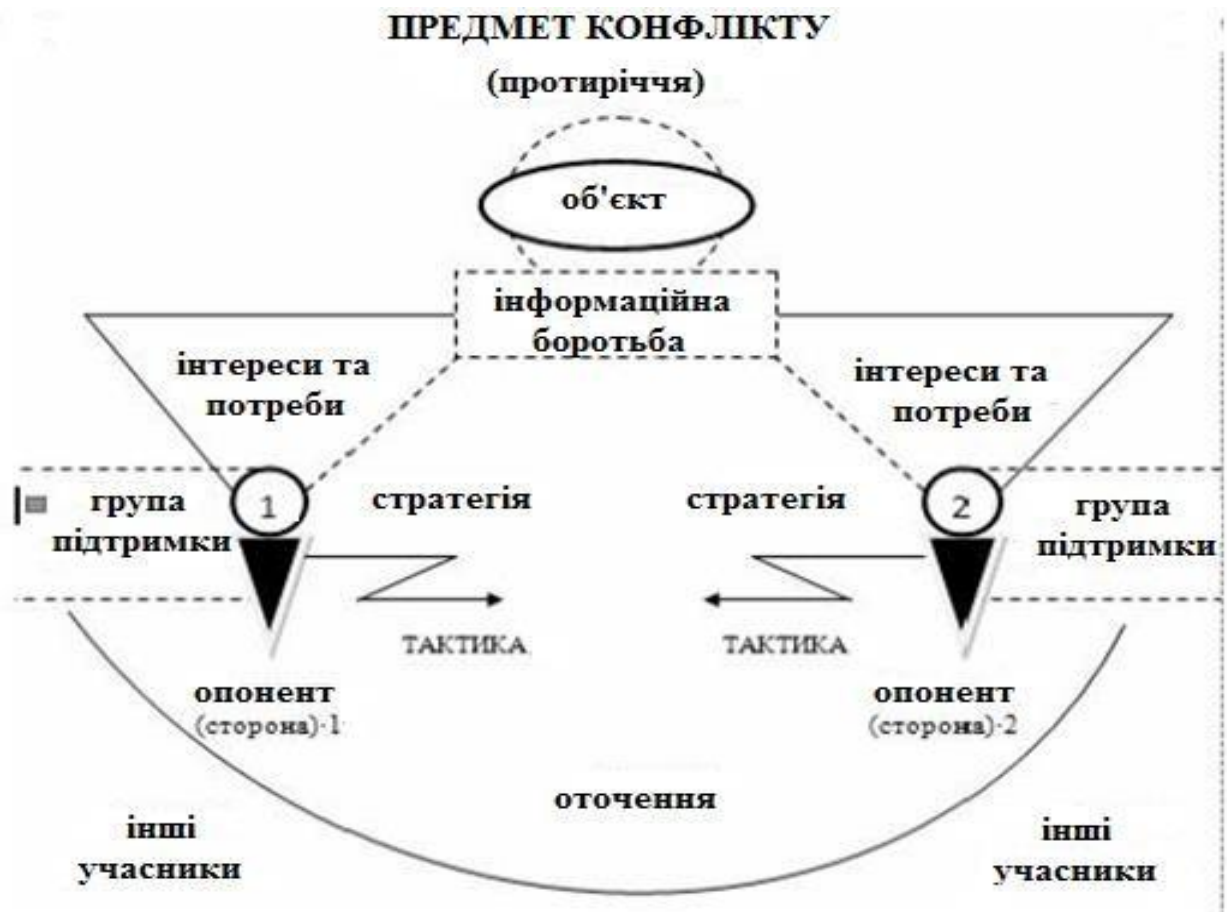 ПРЕДМЕТ КОНФЛІКТУ
(протиріччя)
об'єкт
інформаційна
боротьба
інтереси та
потреби
інтереси та
потреби
група
підтримки
1
стратегія
стратегія
2
група
підтримки
ТАКТИКА
ТАКТИКА
опонент
(сторона)-1
опонент
(сторона)-2
оточення
інші
учасники
інші
учасники